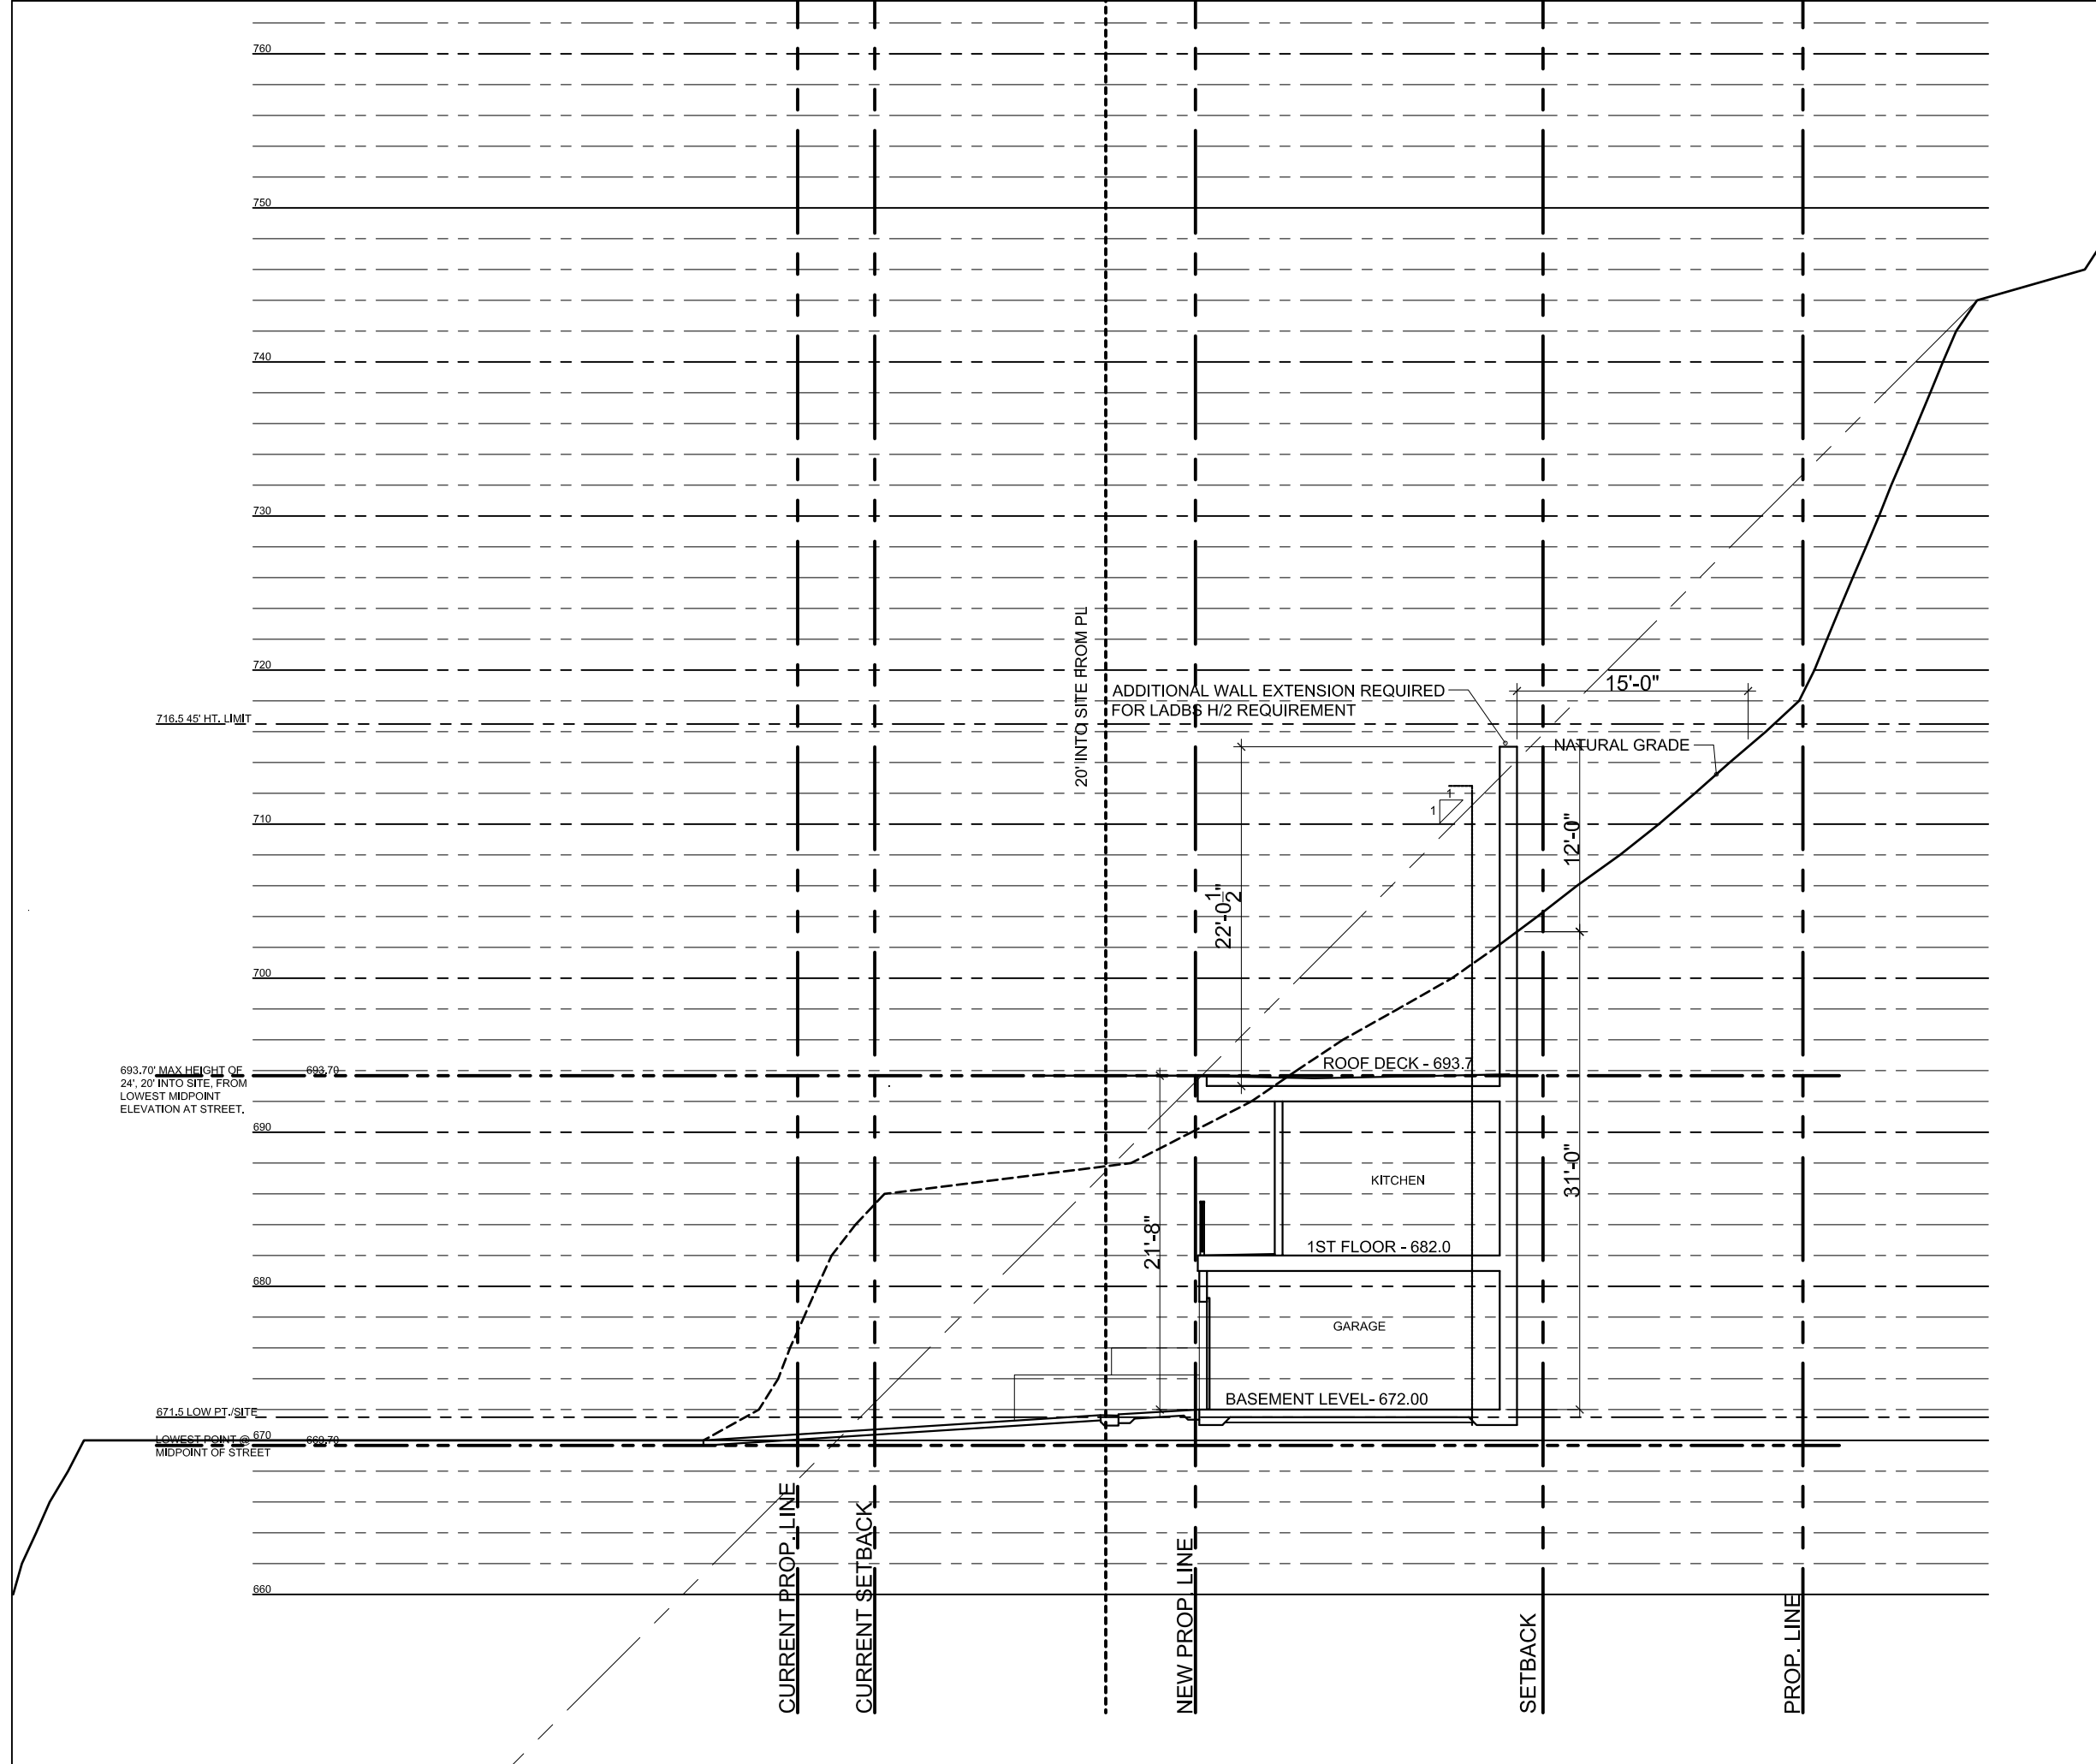 760
750
740
730
720
20' INTO SITE FROM PL
ADDITIONAL WALL EXTENSION REQUIRED
FOR LADBS H/2 REQUIREMENT
15'-0"
716.5 45' HT. LIMIT
NATURAL GRADE
1
1
710
12'-0"
22'-0 1/2"
700
693.70' MAX HEIGHT OF
24', 20' INTO SITE, FROM
LOWEST MIDPOINT
ELEVATION AT STREET.
693.70
ROOF DECK - 693.7
690
KITCHEN
31'-0"
21'-8"
1ST FLOOR - 682.0
680
GARAGE
BASEMENT LEVEL- 672.00
671.5 LOW PT./SITE
LOWEST POINT @
MIDPOINT OF STREET
670
669.70
660
CURRENT PROP. LINE
CURRENT SETBACK
NEW PROP. LINE
SETBACK
PROP. LINE